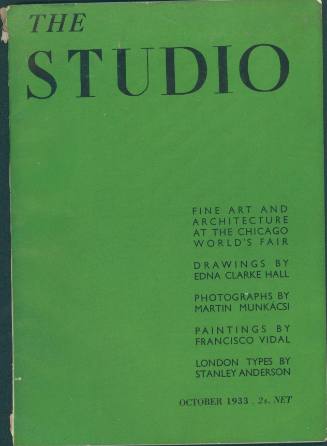 THE
STUDIO
FINE ART AND
ARCHITECTURE
AT THE CHICAGO
WORLD'S FAIR
DRAWINGS BY
EDNA CLARKE HALL
PHOTOGRAPHS BY
MARTIN MUNKÁCSI
PAINTINGS BY
FRANCISCO VIDAL
LONDON TYPES BY
STANLEY ANDERSON
OCTOBER 1933 . 2s. NET